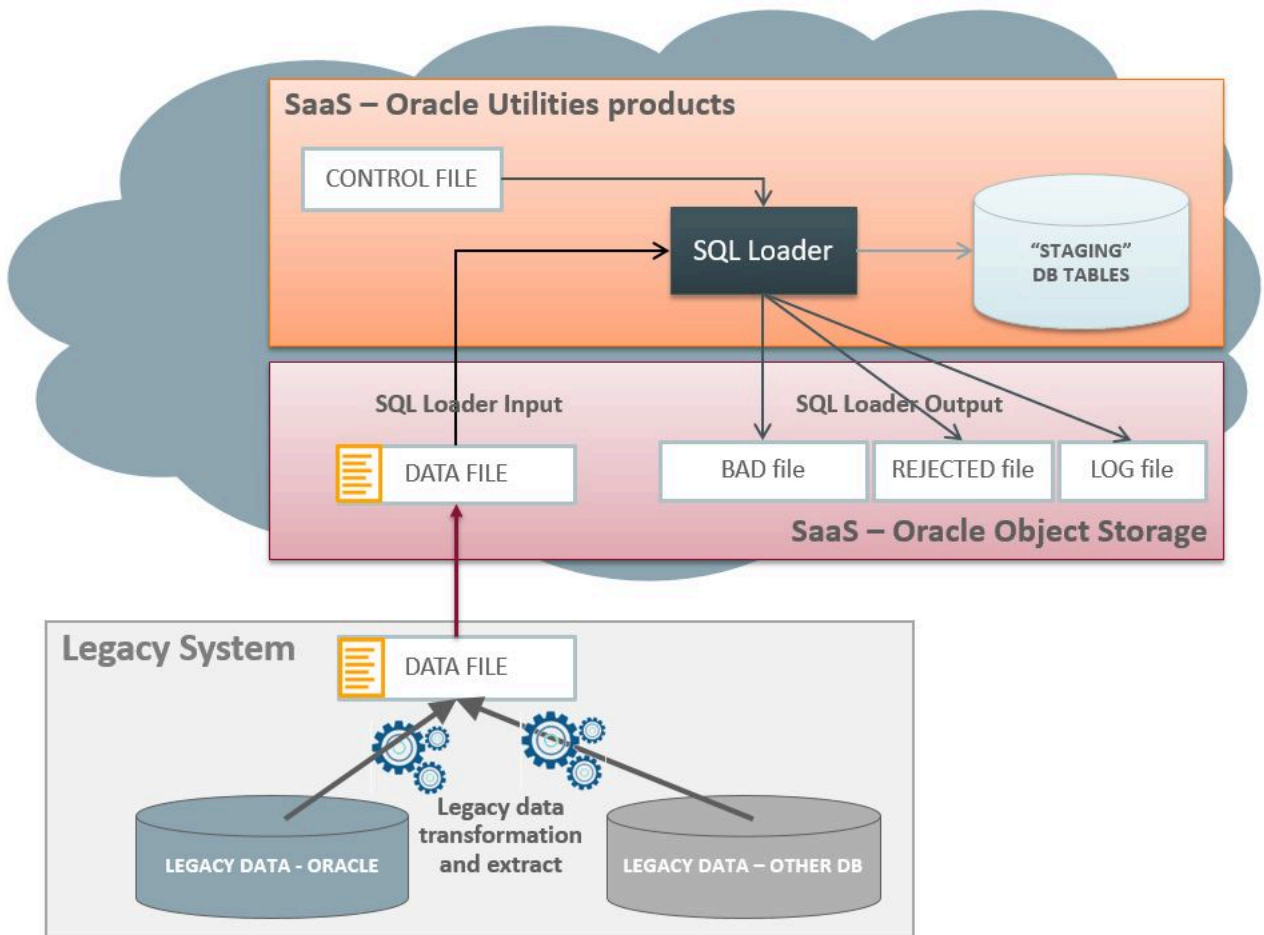 SaaS – Oracle Utilities products
CONTROL FILE
SQL Loader
“STAGING”
DB TABLES
SQL Loader Input
SQL Loader Output
DATA FILE
BAD file
REJECTED file
LOG file
SaaS – Oracle Object Storage
Legacy System
DATA FILE
Legacy data
transformation
and extract
LEGACY DATA - ORACLE
LEGACY DATA – OTHER DB